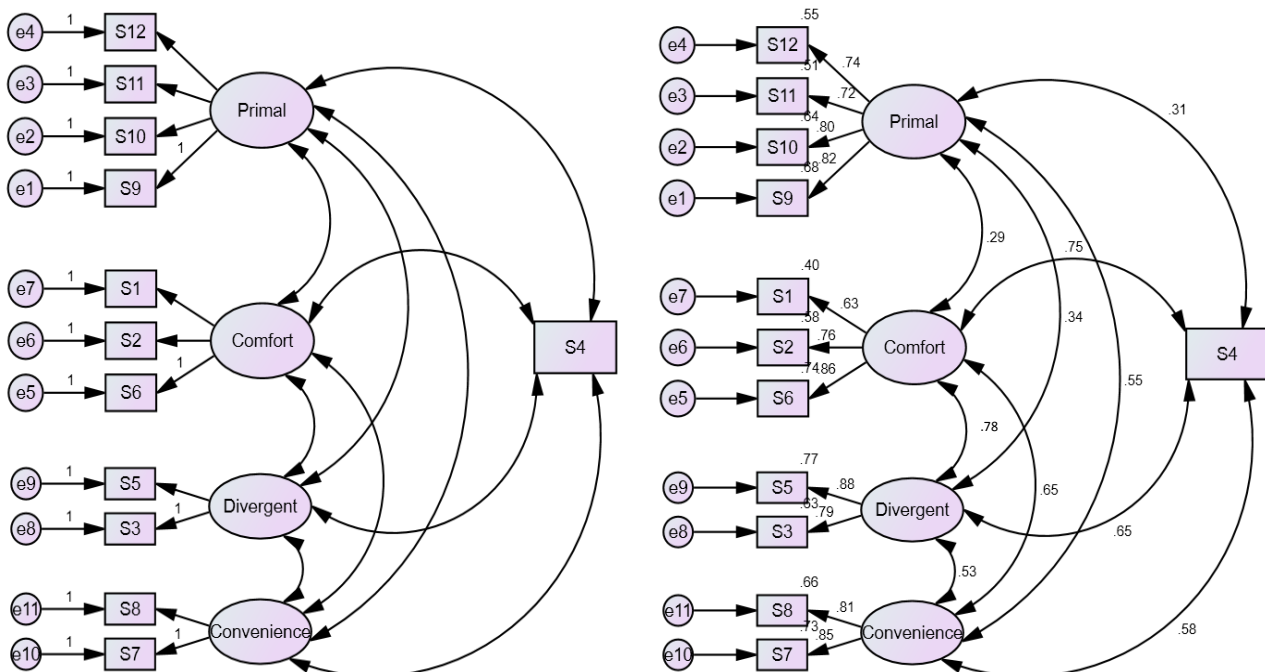 e4 1 S12
e3 1 S11
e2 1 S10
e1 1 S9
1
Primal
e7 1 S1
e6 1 S2
e5 1 S6
1
Comfort
S4
e9 1 S5
e8 1 S3
1
Divergent
e11 1 S8
e10 1 S7
1
Convenience
.55
e4 S12 .74
.51
e3 S11 .72
.64
e2 S10 .80
.68 .82
e1 S9
Primal
.31
.29
.75
.40
e7 S1 .63
.58
e6 S2 .76
.74 .86
e5 S6
Comfort
.34
S4
.55
.78
.77
e9 S5 .88
.63
e8 S3 .79
Divergent
.65
.65
.53
.66
e11 S8 .81
.73
e10 S7 .85
Convenience
.58